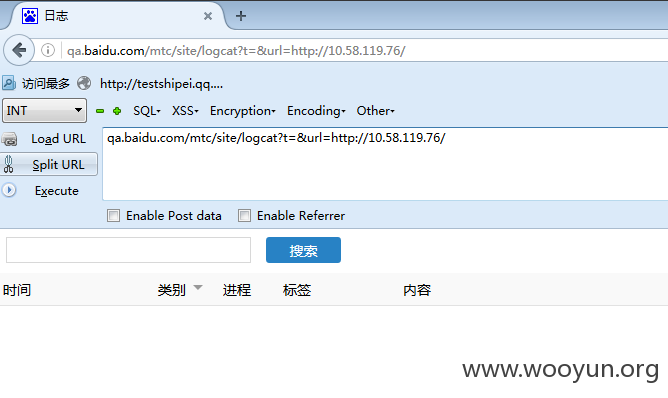 日志
qa.baidu.com/mtc/site/logcat?t=&url=http://10.58.119.76/
访问最多 http://testshipei.qq....
INT SQL XSS Encryption Encoding Other
Load URL qa.baidu.com/mtc/site/logcat?t=&url=http://10.58.119.76/
Split URL
Execute
Enable Post data Enable Referrer
搜索
时间 类别 进程 标签 内容
www.wooyun.org